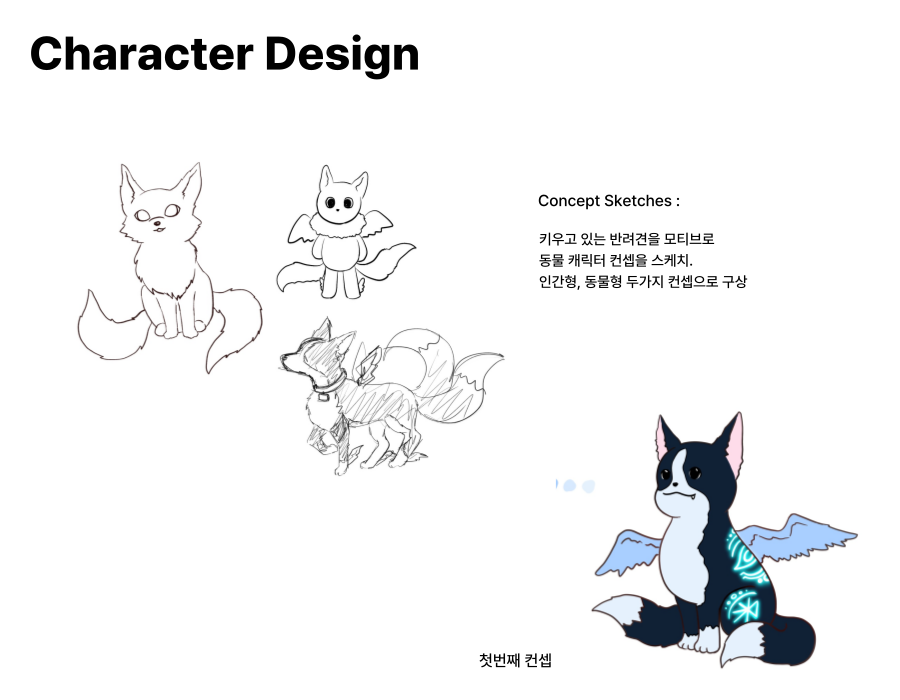 Character Design
Concept Sketches :
키우고 있는 반려견을 모티브로
동물 캐릭터 컨셉을 스케치.
인간형, 동물형 두가지 컨셉으로 구상
첫번째 컨셉